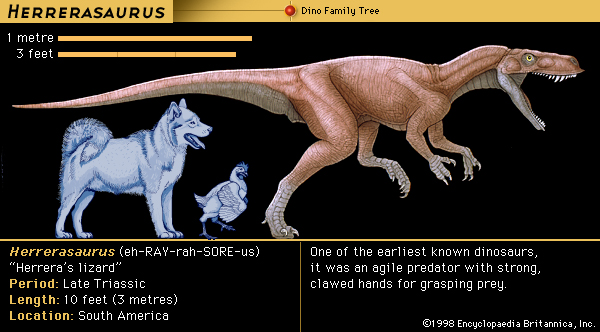 HERRERASAURUS
Dino Family Tree
1 metre
3 feet
Herrerasaurus (eh-RAY-rah-SORE-us)
“Herrera’s lizard”
Period: Late Triassic
Length: 10 feet (3 metres)
Location: South America
One of the earliest known dinosaurs,
it was an agile predator with strong,
clawed hands for grasping prey.
©1998 Encyclopaedia Britannica, Inc.